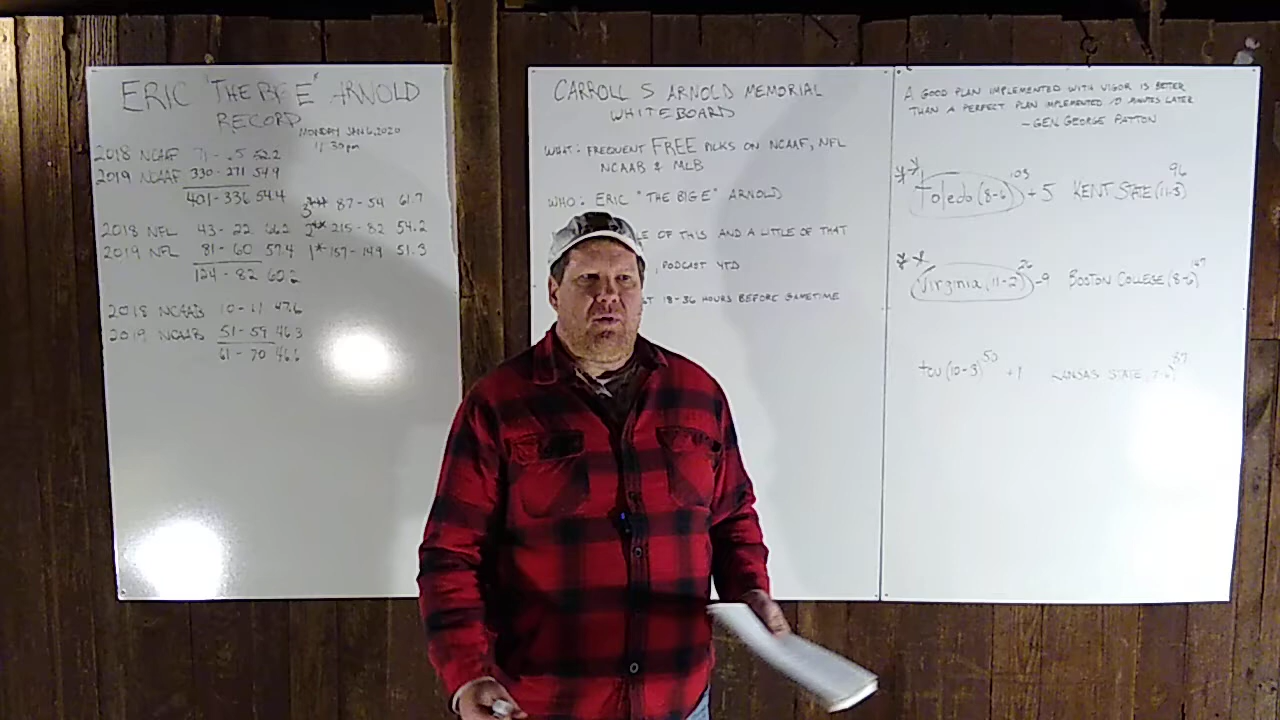 ERIC "THE BIG E" ARNOLD
RECORD
MONDAY JAN 6, 2020
11:30pm
2018 NCAAF 71 - 52.2
2019 NCAAF 330 - 271 54.9
401 - 336 54.4
87 - 54 61.7
2018 NFL 43 - 22 66.2
215 - 82 54.2
2019 NFL 81 - 60 57.4
1* 157 - 149 51.3
124 - 82 60.2
2018 NCAAB 10 - 11 47.6
2019 NCAAB 51 - 59 46.3
61 - 70 46.6
CARROLL S ARNOLD MEMORIAL
WHITEBOARD
WHAT: FREQUENT FREE PICKS ON NCAAF, NFL
NCAAB & MLB
WHO: ERIC "THE BIG E" ARNOLD
OF THIS AND A LITTLE OF THAT
, PODCAST YTD
18-36 HOURS BEFORE GAMETIME
A GOOD PLAN IMPLEMENTED WITH VIGOR IS BETTER
THAN A PERFECT PLAN IMPLEMENTED 10 MINUTES LATER
- GEN. GEORGE PATTON
** Toledo (8-6) 103 + 5 KENT STATE (11-3) 96
** Virginia (11-2) 26 -9 BOSTON COLLEGE (8-6) 147
TCU (10-3) 53 +1 KANSAS STATE 87